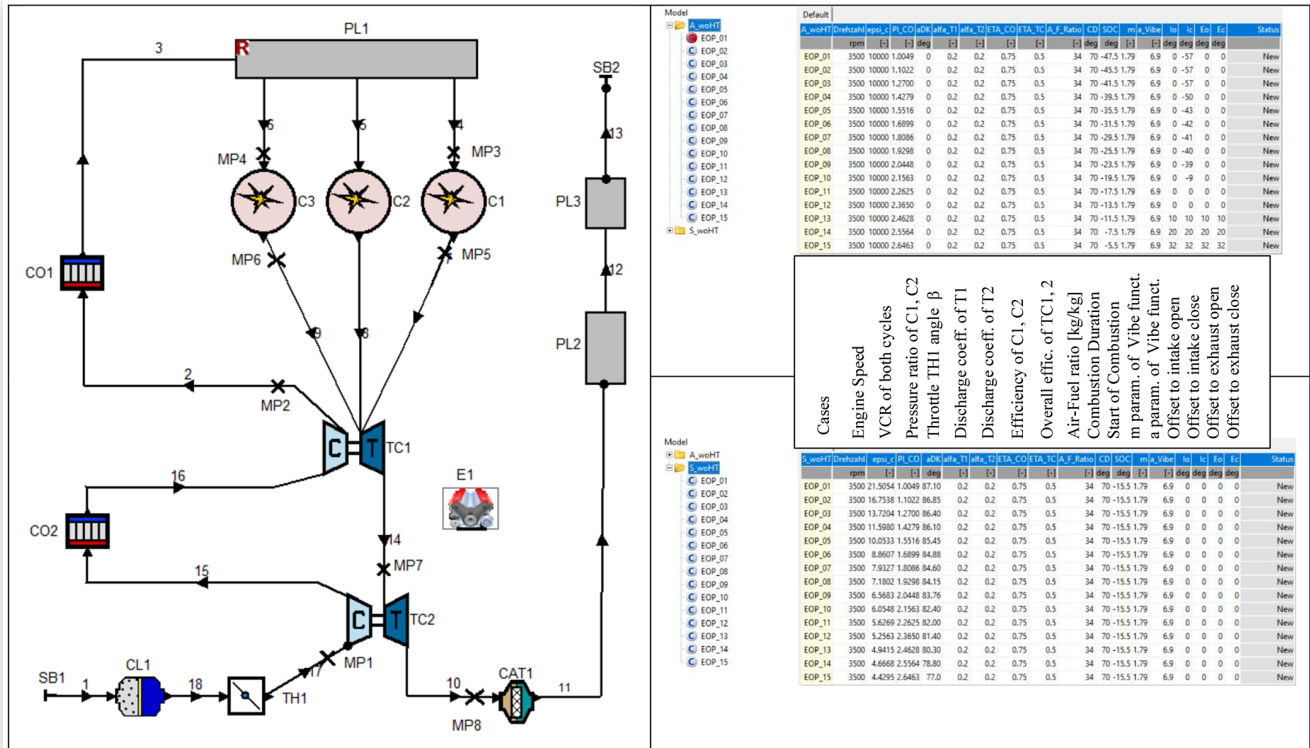 PL1
3
R
SB2
6 5 4
13
MP4 MP3
C3 C2 C1
PL3
MP6 MP5
7
CO1
12
9 8
PL2
2
MP2
C T TC1
16
E1
CO2
14
15
MP7
C T TC2
MP1
SB1 CL1
1 18 17
TH1
10 CAT1 11
MP8
Model
A_woHT
EOP_01
EOP_02
EOP_03
EOP_04
EOP_05
EOP_06
EOP_07
EOP_08
EOP_09
EOP_10
EOP_11
EOP_12
EOP_13
EOP_14
EOP_15
S_woHT
Default
A_woHT Drehzahl epsi_c PI_CO aDK alfa_T1 alfa_T2 ETA_CO ETA_TC A_F_Ratio CD SOC m a_Vibe Io Ic Eo Ec Status
rpm [-] [-] deg [-] [-] [-] [-] [-] deg deg [-] [-] deg deg deg deg
EOP_01 3500 10000 1.0049 0 0.2 0.2 0.75 0.5 34 70 -47.5 1.79 6.9 0 -57 0 0 New
EOP_02 3500 10000 1.1022 0 0.2 0.2 0.75 0.5 34 70 -45.5 1.79 6.9 0 -57 0 0 New
EOP_03 3500 10000 1.2700 0 0.2 0.2 0.75 0.5 34 70 -41.5 1.79 6.9 0 -57 0 0 New
EOP_04 3500 10000 1.4279 0 0.2 0.2 0.75 0.5 34 70 -39.5 1.79 6.9 0 -50 0 0 New
EOP_05 3500 10000 1.5516 0 0.2 0.2 0.75 0.5 34 70 -35.5 1.79 6.9 0 -43 0 0 New
EOP_06 3500 10000 1.6899 0 0.2 0.2 0.75 0.5 34 70 -31.5 1.79 6.9 0 -42 0 0 New
EOP_07 3500 10000 1.8086 0 0.2 0.2 0.75 0.5 34 70 -29.5 1.79 6.9 0 -41 0 0 New
EOP_08 3500 10000 1.9298 0 0.2 0.2 0.75 0.5 34 70 -25.5 1.79 6.9 0 -40 0 0 New
EOP_09 3500 10000 2.0448 0 0.2 0.2 0.75 0.5 34 70 -23.5 1.79 6.9 0 -39 0 0 New
EOP_10 3500 10000 2.1563 0 0.2 0.2 0.75 0.5 34 70 -19.5 1.79 6.9 0 -9 0 0 New
EOP_11 3500 10000 2.2625 0 0.2 0.2 0.75 0.5 34 70 -17.5 1.79 6.9 0 0 0 0 New
EOP_12 3500 10000 2.3650 0 0.2 0.2 0.75 0.5 34 70 -13.5 1.79 6.9 0 0 0 0 New
EOP_13 3500 10000 2.4628 0 0.2 0.2 0.75 0.5 34 70 -11.5 1.79 6.9 10 10 10 10 New
EOP_14 3500 10000 2.5564 0 0.2 0.2 0.75 0.5 34 70 -7.5 1.79 6.9 20 20 20 20 New
EOP_15 3500 10000 2.6463 0 0.2 0.2 0.75 0.5 34 70 -5.5 1.79 6.9 32 32 32 32 New
Cases
Engine Speed
VCR of both cycles
Pressure ratio of C1, C2
Throttle TH1 angle β
Discharge coeff. of T1
Discharge coeff. of T2
Efficiency of C1, C2
Overall effic. of TC1, 2
Air-Fuel ratio [kg/kg]
Combustion Duration
Start of Combustion
m param. of Vibe funct.
a param. of Vibe funct.
Offset to intake open
Offset to intake close
Offset to exhaust open
Offset to exhaust close
Model
A_woHT
S_woHT
EOP_01
EOP_02
EOP_03
EOP_04
EOP_05
EOP_06
EOP_07
EOP_08
EOP_09
EOP_10
EOP_11
EOP_12
EOP_13
EOP_14
EOP_15
S_woHT Drehzahl epsi_c PI_CO aDK alfa_T1 alfa_T2 ETA_CO ETA_TC A_F_Ratio CD SOC m a_Vibe Io Ic Eo Ec Status
rpm [-] [-] deg [-] [-] [-] [-] [-] deg deg [-] [-] deg deg deg deg
EOP_01 3500 21.5054 1.0049 87.10 0.2 0.2 0.75 0.5 34 70 -15.5 1.79 6.9 0 0 0 0 New
EOP_02 3500 16.7538 1.1022 86.85 0.2 0.2 0.75 0.5 34 70 -15.5 1.79 6.9 0 0 0 0 New
EOP_03 3500 13.7204 1.2700 86.40 0.2 0.2 0.75 0.5 34 70 -15.5 1.79 6.9 0 0 0 0 New
EOP_04 3500 11.5980 1.4279 86.10 0.2 0.2 0.75 0.5 34 70 -15.5 1.79 6.9 0 0 0 0 New
EOP_05 3500 10.0533 1.5516 85.45 0.2 0.2 0.75 0.5 34 70 -15.5 1.79 6.9 0 0 0 0 New
EOP_06 3500 8.8607 1.6899 84.88 0.2 0.2 0.75 0.5 34 70 -15.5 1.79 6.9 0 0 0 0 New
EOP_07 3500 7.9327 1.8086 84.60 0.2 0.2 0.75 0.5 34 70 -15.5 1.79 6.9 0 0 0 0 New
EOP_08 3500 7.1802 1.9298 84.15 0.2 0.2 0.75 0.5 34 70 -15.5 1.79 6.9 0 0 0 0 New
EOP_09 3500 6.5683 2.0448 83.76 0.2 0.2 0.75 0.5 34 70 -15.5 1.79 6.9 0 0 0 0 New
EOP_10 3500 6.0548 2.1563 82.40 0.2 0.2 0.75 0.5 34 70 -15.5 1.79 6.9 0 0 0 0 New
EOP_11 3500 5.6269 2.2625 82.00 0.2 0.2 0.75 0.5 34 70 -15.5 1.79 6.9 0 0 0 0 New
EOP_12 3500 5.2563 2.3650 81.40 0.2 0.2 0.75 0.5 34 70 -15.5 1.79 6.9 0 0 0 0 New
EOP_13 3500 4.9415 2.4628 80.30 0.2 0.2 0.75 0.5 34 70 -15.5 1.79 6.9 0 0 0 0 New
EOP_14 3500 4.6668 2.5564 78.80 0.2 0.2 0.75 0.5 34 70 -15.5 1.79 6.9 0 0 0 0 New
EOP_15 3500 4.4295 2.6463 77.0 0.2 0.2 0.75 0.5 34 70 -15.5 1.79 6.9 0 0 0 0 New